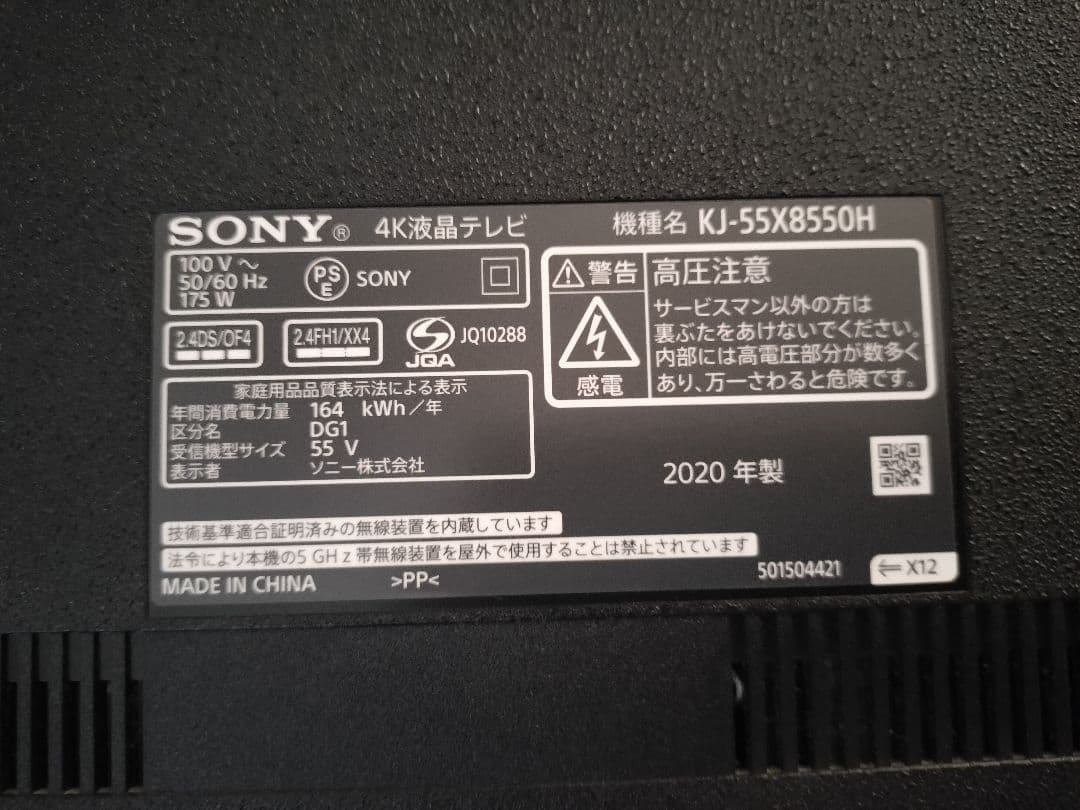 SONY® 4K液晶テレビ 機種名 KJ-55X8550H
100 V ～
50/60 Hz
175 W
PS
E
SONY
2.4DS/OF4
2.4FH1/XX4
JQA
JQ10288
家庭用品品質表示法による表示
年間消費電力量 164 kWh／年
区分名 DG1
受信機型サイズ 55 V
表示者 ソニー株式会社
警告 高圧注意
感電
サービスマン以外の方は
裏ぶたをあけないでください。
内部には高電圧部分が数多く
あり、万一さわると危険です。
2020 年製
技術基準適合証明済みの無線装置を内蔵しています
法令により本機の5 GHz 帯無線装置を屋外で使用することは禁止されています
MADE IN CHINA >PP< 501504421 ⇐ X12